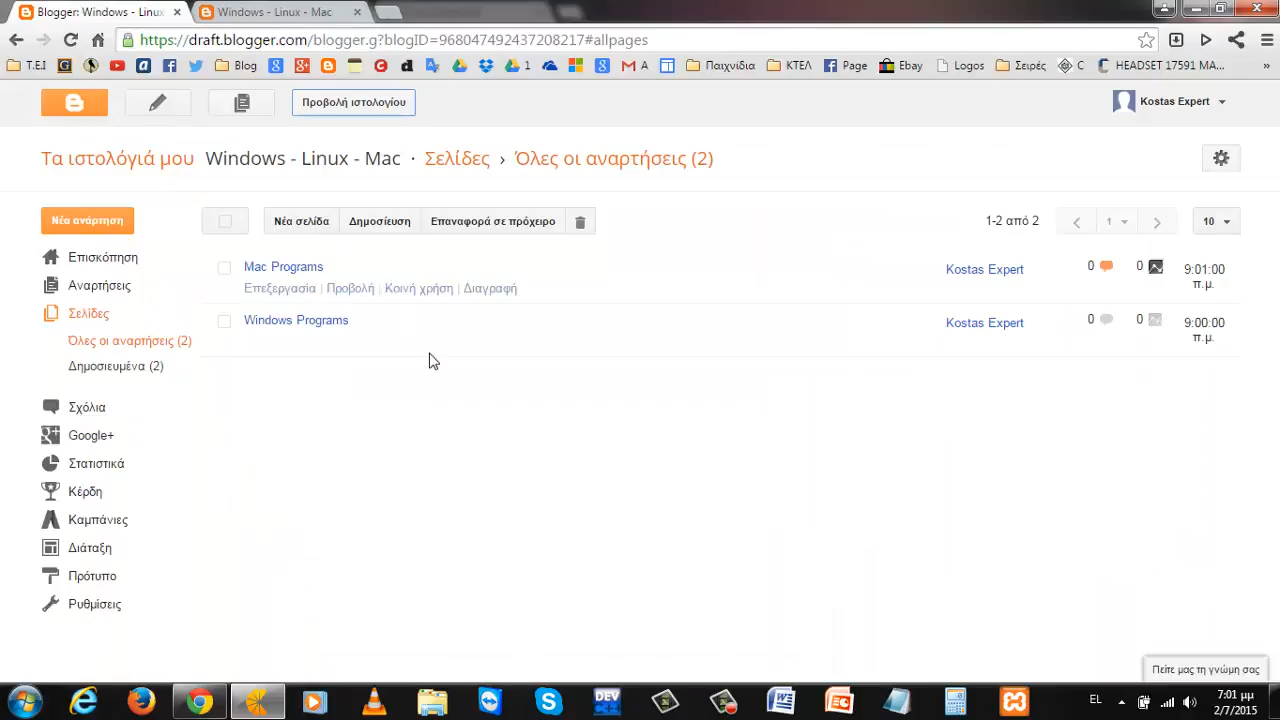 Blogger: Windows - Linux
Windows - Linux - Mac
https://draft.blogger.com/blogger.g?blogID=968047492437208217#allpages
Τ.Ε.Ι Blog 1 M A Παιχνίδια ΚΤΕΛ Page Ebay Logos Σειρές C HEADSET 17591 MA... »
Προβολή ιστολογίου
Kostas Expert
Τα ιστολόγιά μου Windows - Linux - Mac · Σελίδες › Όλες οι αναρτήσεις (2)
Νέα ανάρτηση
Νέα σελίδα Δημοσίευση Επαναφορά σε πρόχειρο
1-2 από 2
1
10
Επισκόπηση
Αναρτήσεις
Σελίδες
Όλες οι αναρτήσεις (2)
Δημοσιευμένα (2)
Σχόλια
Google+
Στατιστικά
Κέρδη
Καμπάνιες
Διάταξη
Πρότυπο
Ρυθμίσεις
Mac Programs
Επεξεργασία | Προβολή | Κοινή χρήση | Διαγραφή
Kostas Expert 0 0 9:01:00 π.μ.
Windows Programs
Kostas Expert 0 0 9:00:00 π.μ.
Πείτε μας τη γνώμη σας
DEV
EL
7:01 μμ
2/7/2015